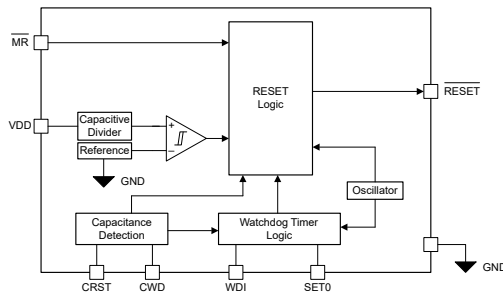 MR
RESET
Logic
RESET
VDD
Capacitive
Divider
+
Reference
−
GND
Oscillator
Capacitance
Detection
Watchdog Timer
Logic
GND
CRST
CWD
WDI
SET0